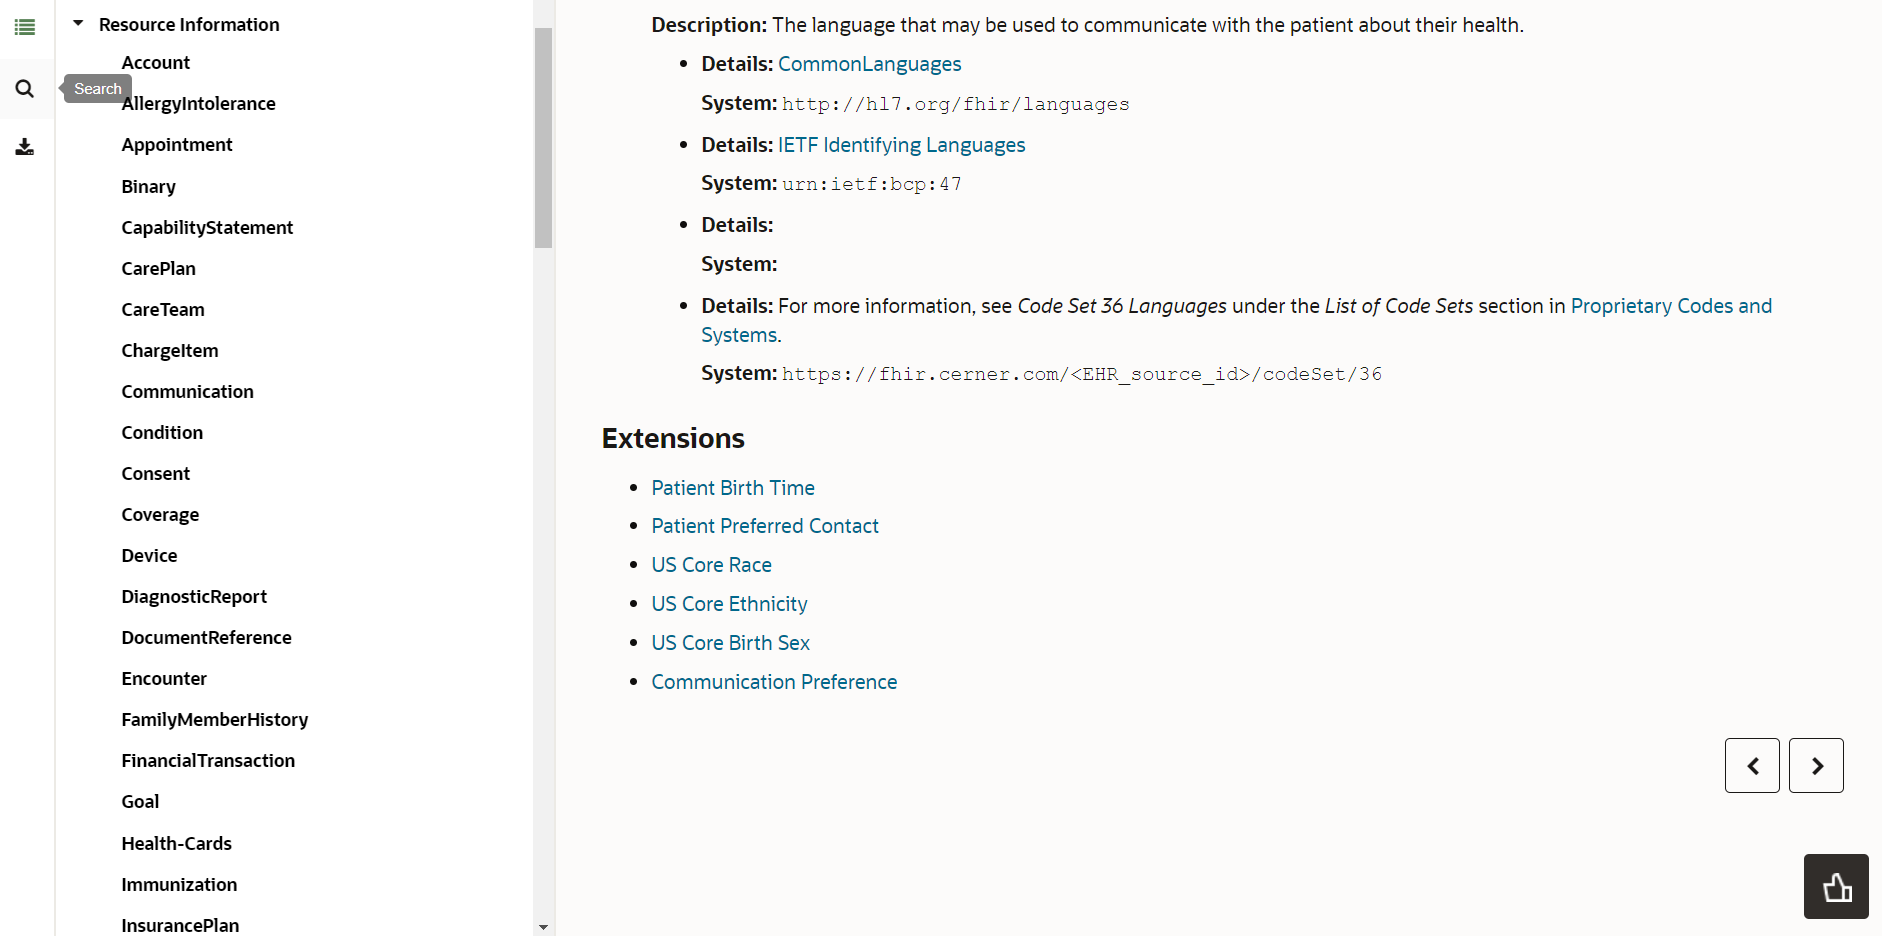 Resource Information
Account
Search
AllergyIntolerance
Appointment
Binary
CapabilityStatement
CarePlan
CareTeam
ChargeItem
Communication
Condition
Consent
Coverage
Device
DiagnosticReport
DocumentReference
Encounter
FamilyMemberHistory
FinancialTransaction
Goal
Health-Cards
Immunization
InsurancePlan
Description: The language that may be used to communicate with the patient about their health.
Details: CommonLanguages
System: http://hl7.org/fhir/languages
Details: IETF Identifying Languages
System: urn:ietf:bcp:47
Details:
System:
Details: For more information, see Code Set 36 Languages under the List of Code Sets section in Proprietary Codes and
Systems.
System: https://fhir.cerner.com/<EHR_source_id>/codeSet/36
Extensions
Patient Birth Time
Patient Preferred Contact
US Core Race
US Core Ethnicity
US Core Birth Sex
Communication Preference